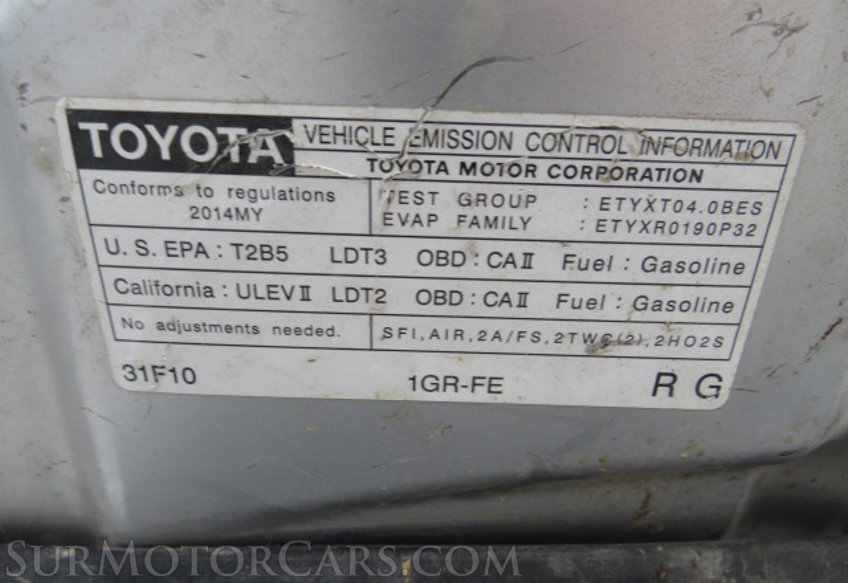 TOYOTA VEHICLE EMISSION CONTROL INFORMATION
TOYOTA MOTOR CORPORATION
Conforms to regulations
2014MY
TEST GROUP : ETYXT04.0BES
EVAP FAMILY : ETYXR0190P32
U. S. EPA : T2B5 LDT3 OBD : CAⅡ Fuel : Gasoline
California : ULEVⅡ LDT2 OBD : CAⅡ Fuel : Gasoline
No adjustments needed. SFI, AIR, 2A/FS, 2TWC(2), 2HO2S
31F10 1GR-FE R G
SurMotorCars.com